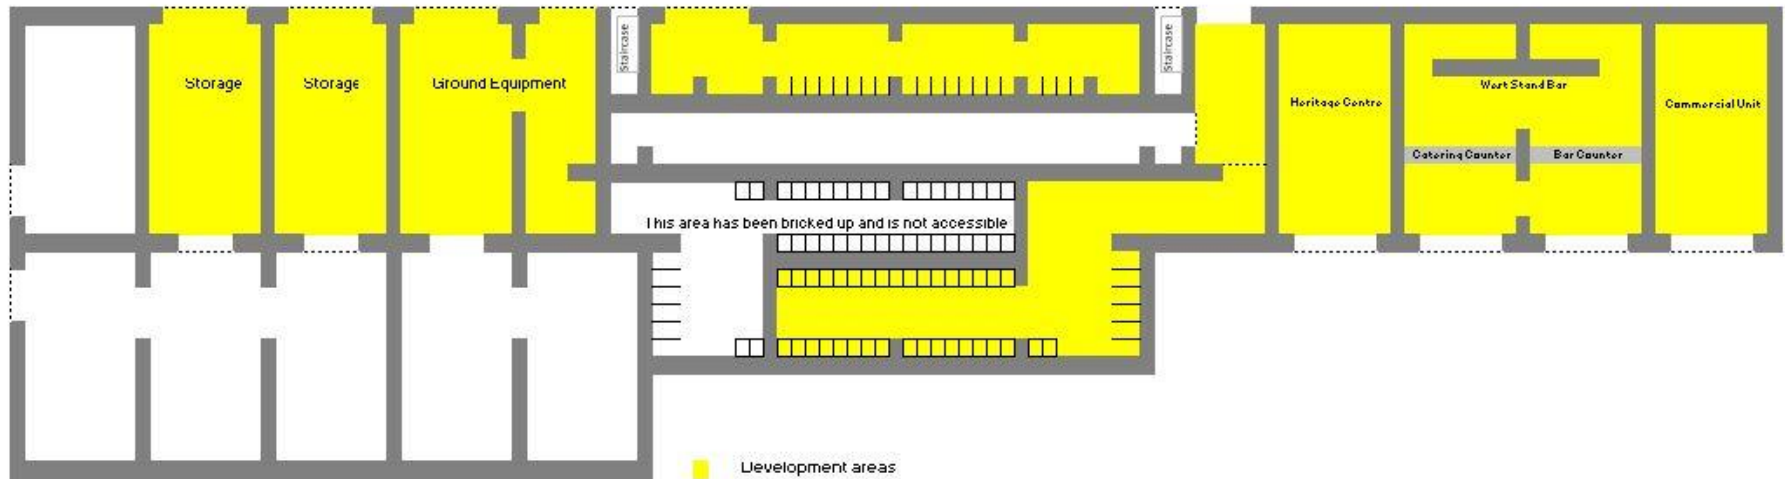 Staircase
Staircase
Storage
Storage
Ground Equipment
West Stand Bar
Heritage Centre
Commercial Unit
Catering Counter
Bar Counter
This area has been bricked up and is not accessible
Development areas